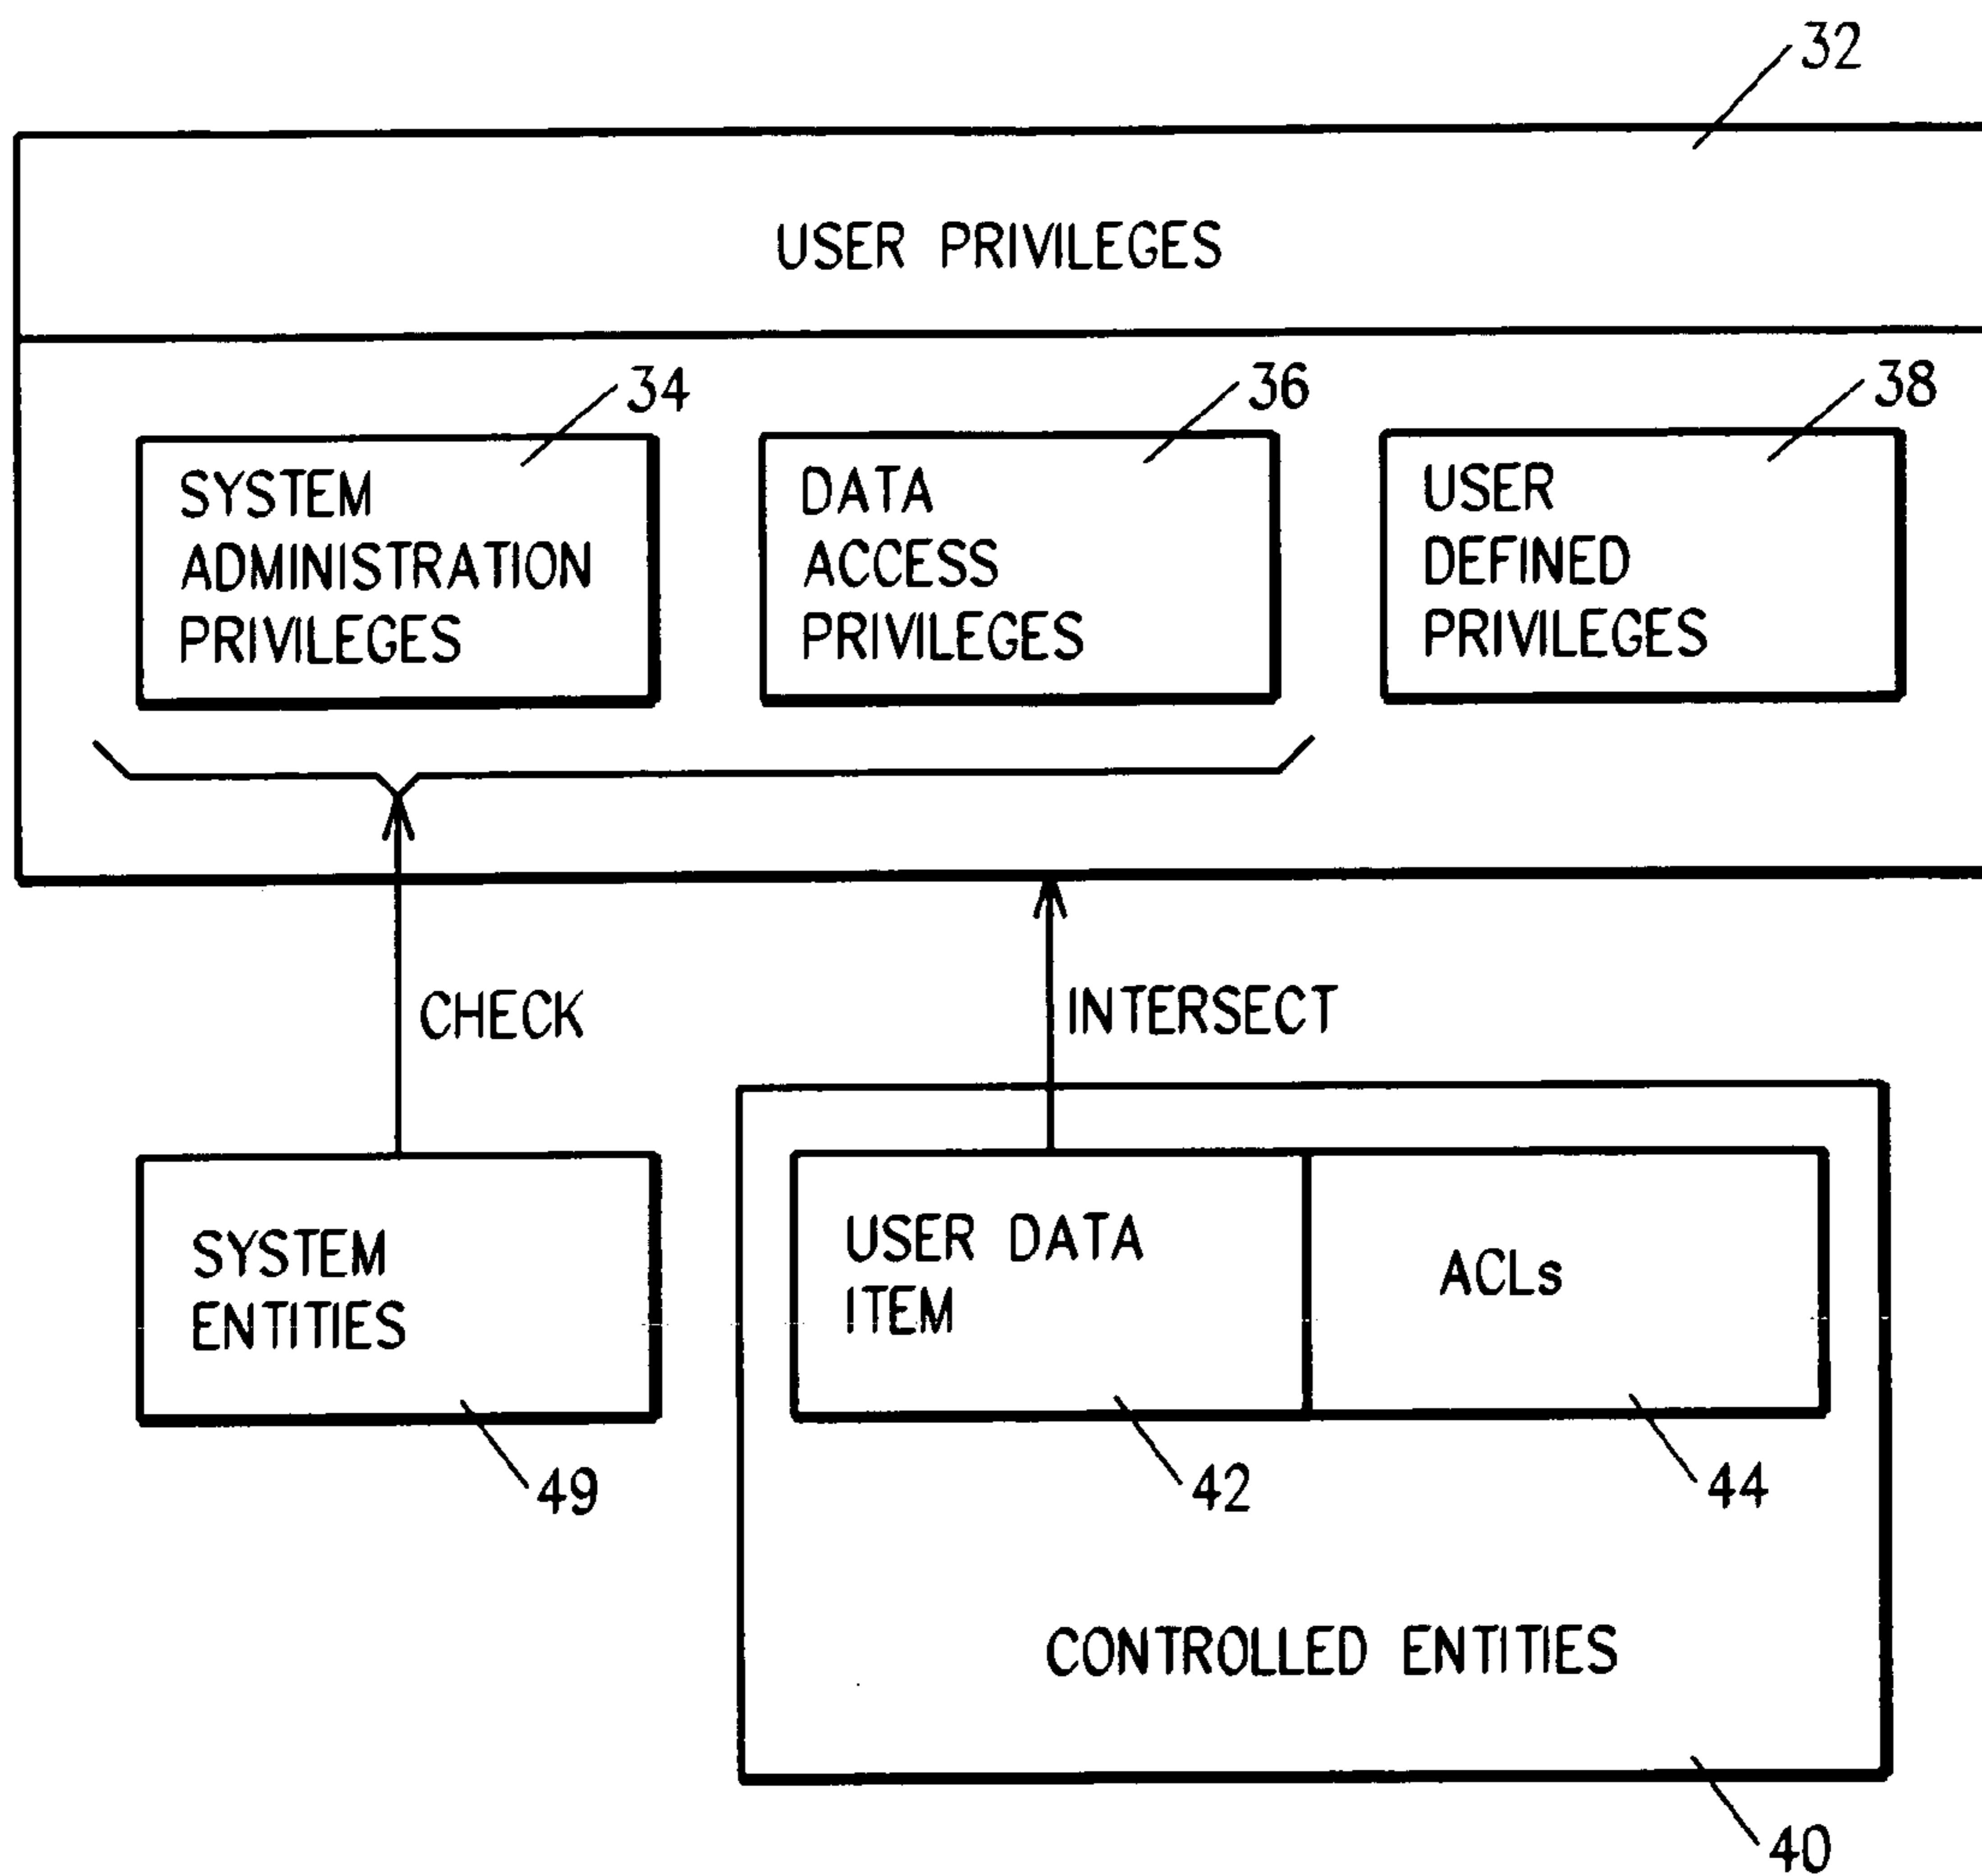 32
USER PRIVILEGES
34
36
38
SYSTEM
ADMINISTRATION
PRIVILEGES
DATA
ACCESS
PRIVILEGES
USER
DEFINED
PRIVILEGES
CHECK
INTERSECT
SYSTEM
ENTITIES
USER DATA
ITEM
ACLs
49
42
44
CONTROLLED ENTITIES
40